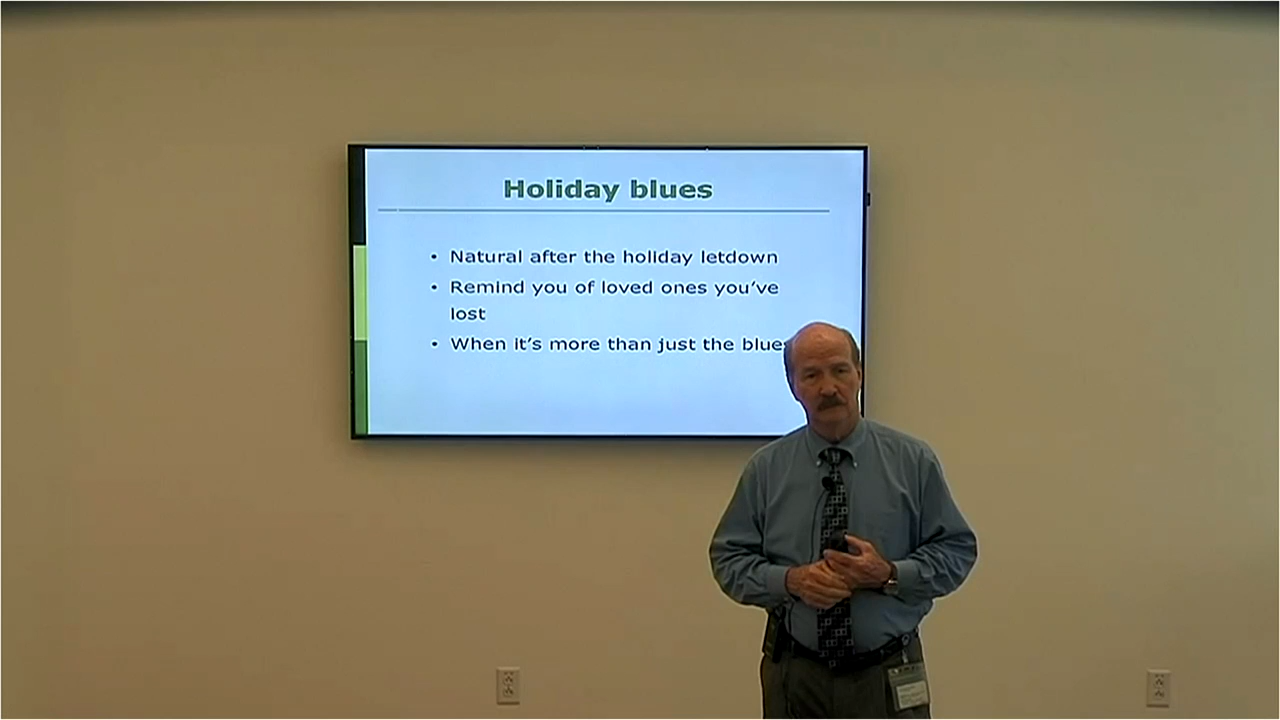 Holiday blues
• Natural after the holiday letdown
• Remind you of loved ones you've
lost
• When it's more than just the blues